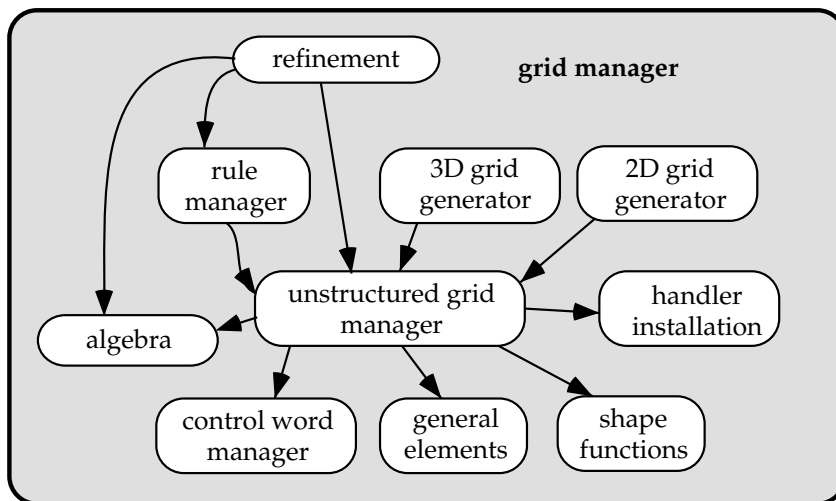 refinement
grid manager
rule
manager
3D grid
generator
2D grid
generator
unstructured grid
manager
handler
installation
algebra
control word
manager
general
elements
shape
functions